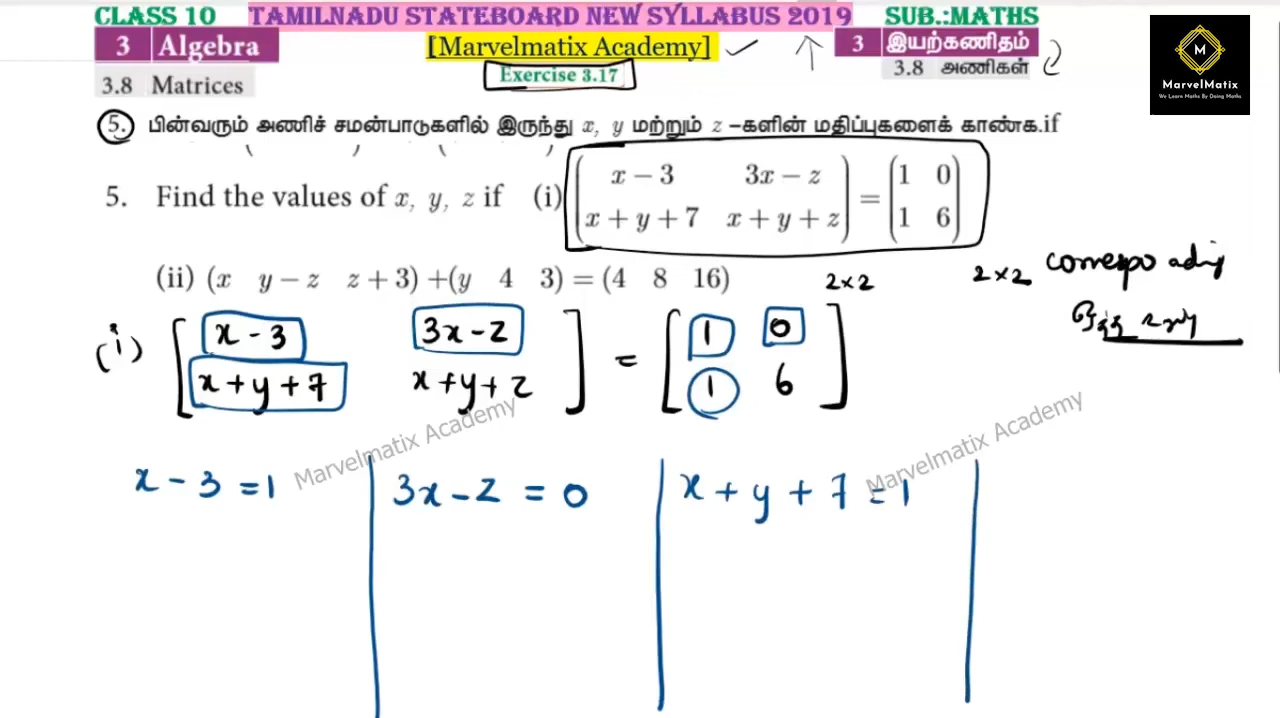 CLASS 10 TAMILNADU STATEBOARD NEW SYLLABUS 2019 SUB.:MATHS
3 Algebra [Marvelmatix Academy] 3 இயற்கணிதம்
3.8 Matrices Exercise 3.17 3.8 அணிகள்
M
MarvelMatix
We Learn Maths By Doing Maths
5. பின்வரும் அணிச் சமன்பாடுகளில் இருந்து x, y மற்றும் z –களின் மதிப்புகளைக் காண்க.if
5. Find the values of x, y, z if (i) (x − 3 3x − z) = (1 0)
(x + y + 7 x + y + z) (1 6)
(ii) (x y − z z + 3) +(y 4 3) = (4 8 16)
2×2 2×2
(i) [x - 3 3x - z] = [1 0]
[x + y + 7 x + y + z] [1 6]
Marvelmatix Academy Marvelmatix Academy
x - 3 = 1 3x - z = 0 x + y + 7 = 1